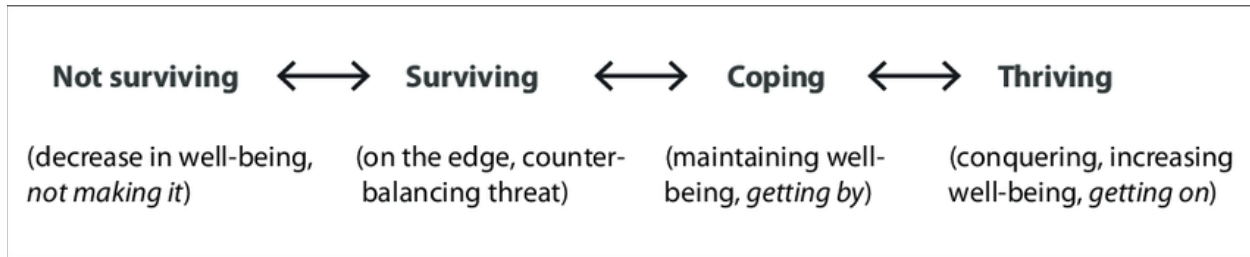 Not surviving Surviving Coping Thriving
(decrease in well-being, (on the edge, counter- (maintaining well- (conquering, increasing
not making it) balancing threat) being, getting by) well-being, getting on)